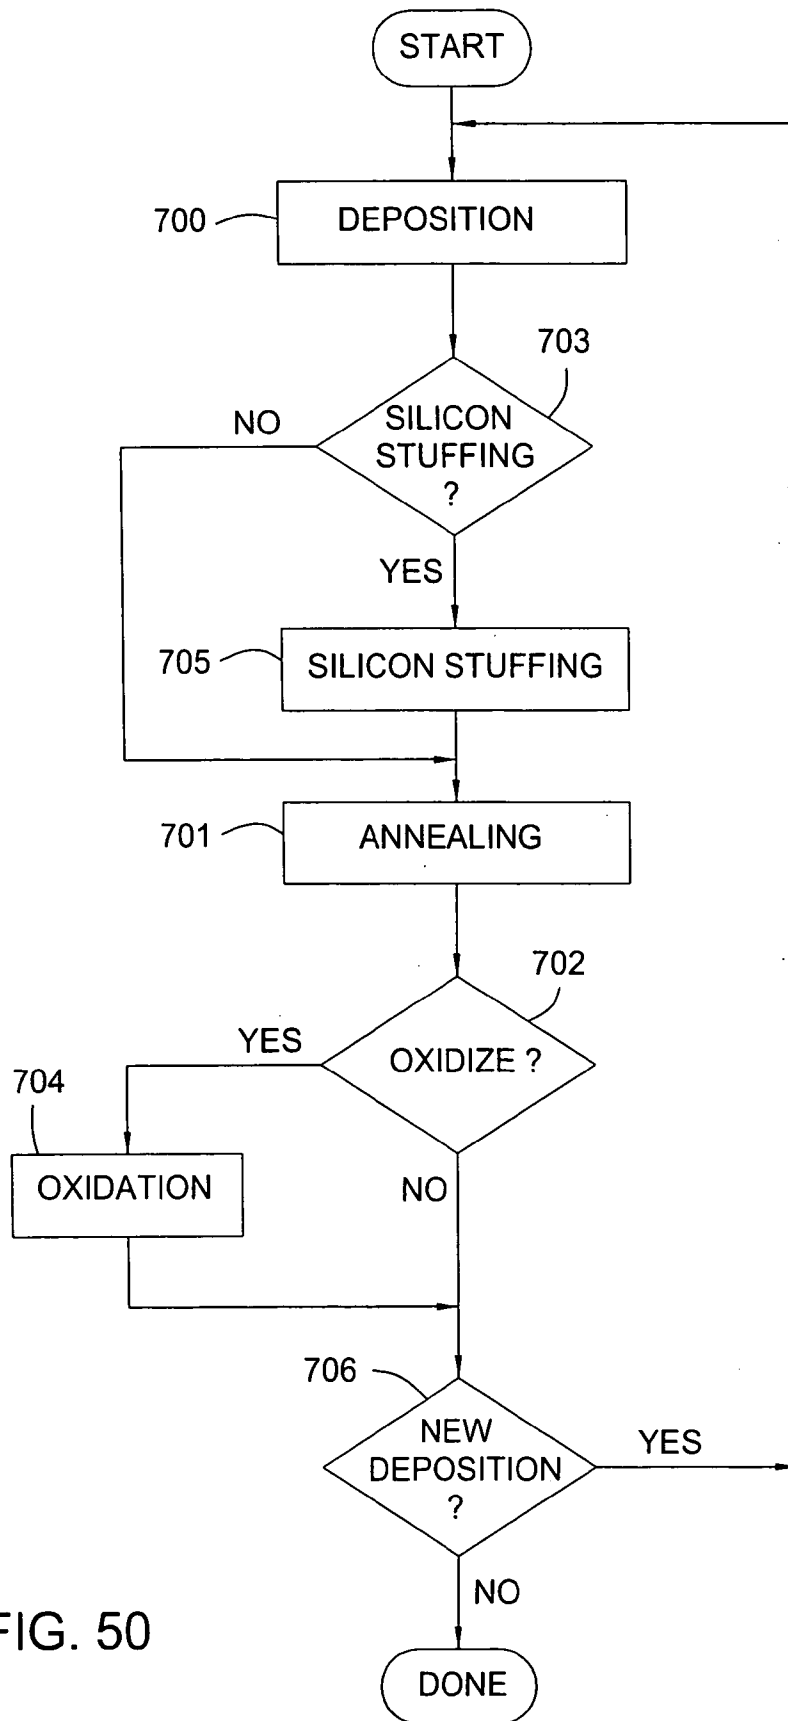 START
700
DEPOSITION
703
NO
SILICON
STUFFING
?
YES
705
SILICON STUFFING
701
ANNEALING
702
YES
OXIDIZE ?
704
OXIDATION
NO
706
NEW
DEPOSITION
?
YES
NO
FIG. 50
DONE